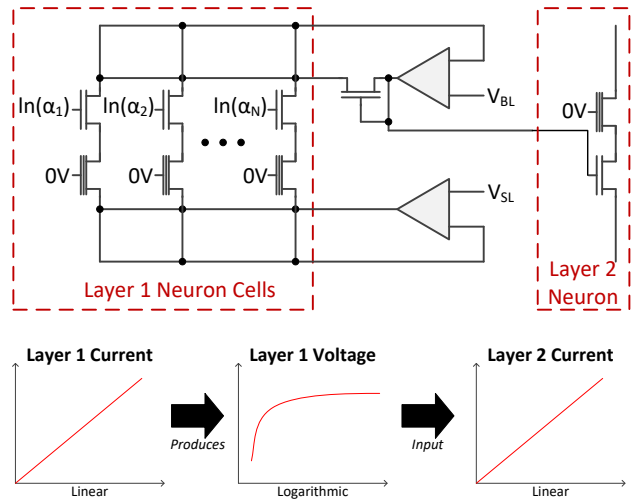 ln(α1) ln(α2) ln(αN)
VBL
0V
0V 0V 0V
VSL
Layer 1 Neuron Cells
Layer 2
Neuron
Layer 1 Current Layer 1 Voltage Layer 2 Current
Produces Input
Linear Logarithmic Linear